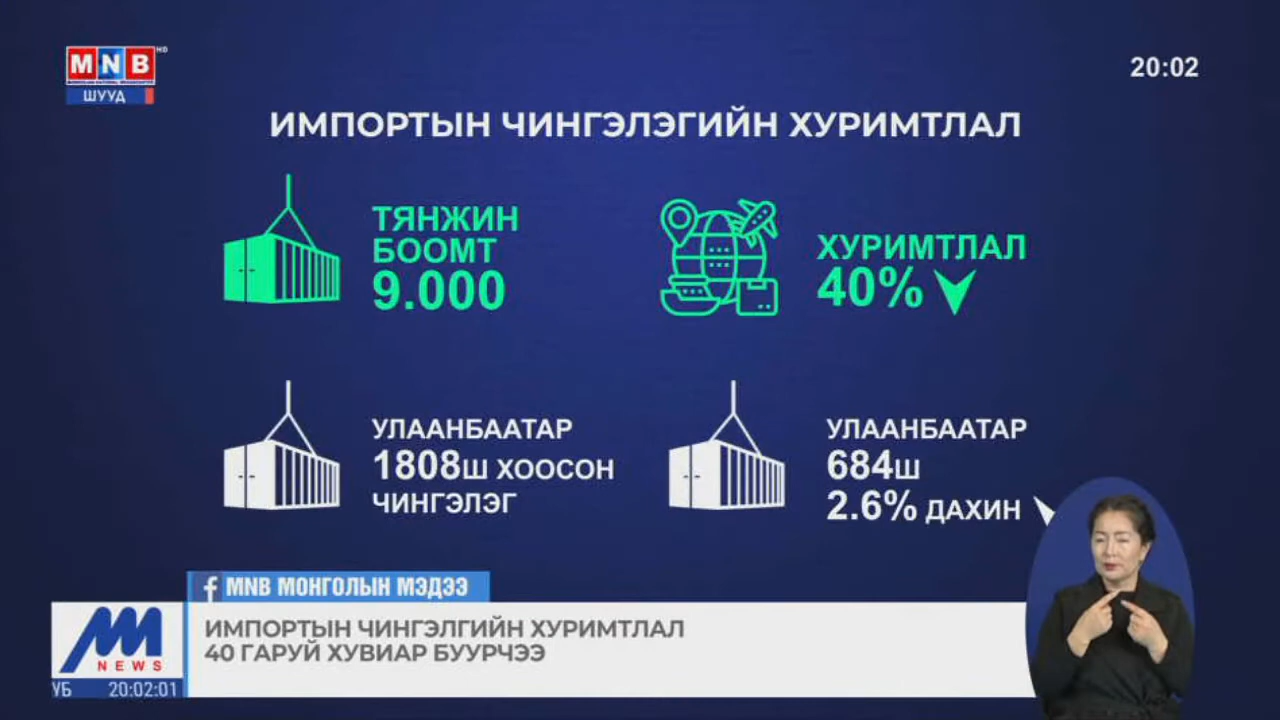 MNB HD
ШУУД
20:02
ИМПОРТЫН ЧИНГЭЛЭГИЙН ХУРИМТЛАЛ
ТЯНЖИН
БООМТ
9.000
ХУРИМТЛАЛ
40%
УЛААНБААТАР
1808Ш ХООСОН
ЧИНГЭЛЭГ
УЛААНБААТАР
684Ш
2.6% ДАХИН
f MNB МОНГОЛЫН МЭДЭЭ
NEWS
ИМПОРТЫН ЧИНГЭЛГИЙН ХУРИМТЛАЛ
40 ГАРУЙ ХУВИАР БУУРЧЭЭ
УБ 20:02:01